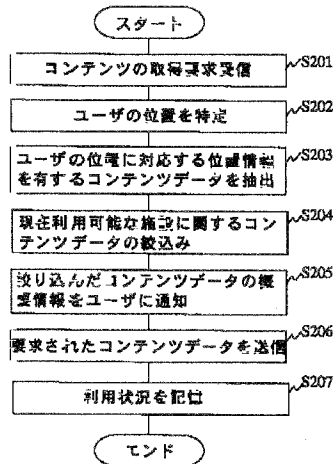 スタート
コンテンツの取得要求受信
S201
ユーザの位置を特定
S202
ユーザの位置に対応する位置情報
を有するコンテンツデータを抽出
S203
現在利用可能な施設に関するコン
テンツデータの絞込み
S204
絞り込んだコンテンツデータの概
要情報をユーザに通知
S205
要求されたコンテンツデータを送信
S206
利用状況を記憶
S207
エンド